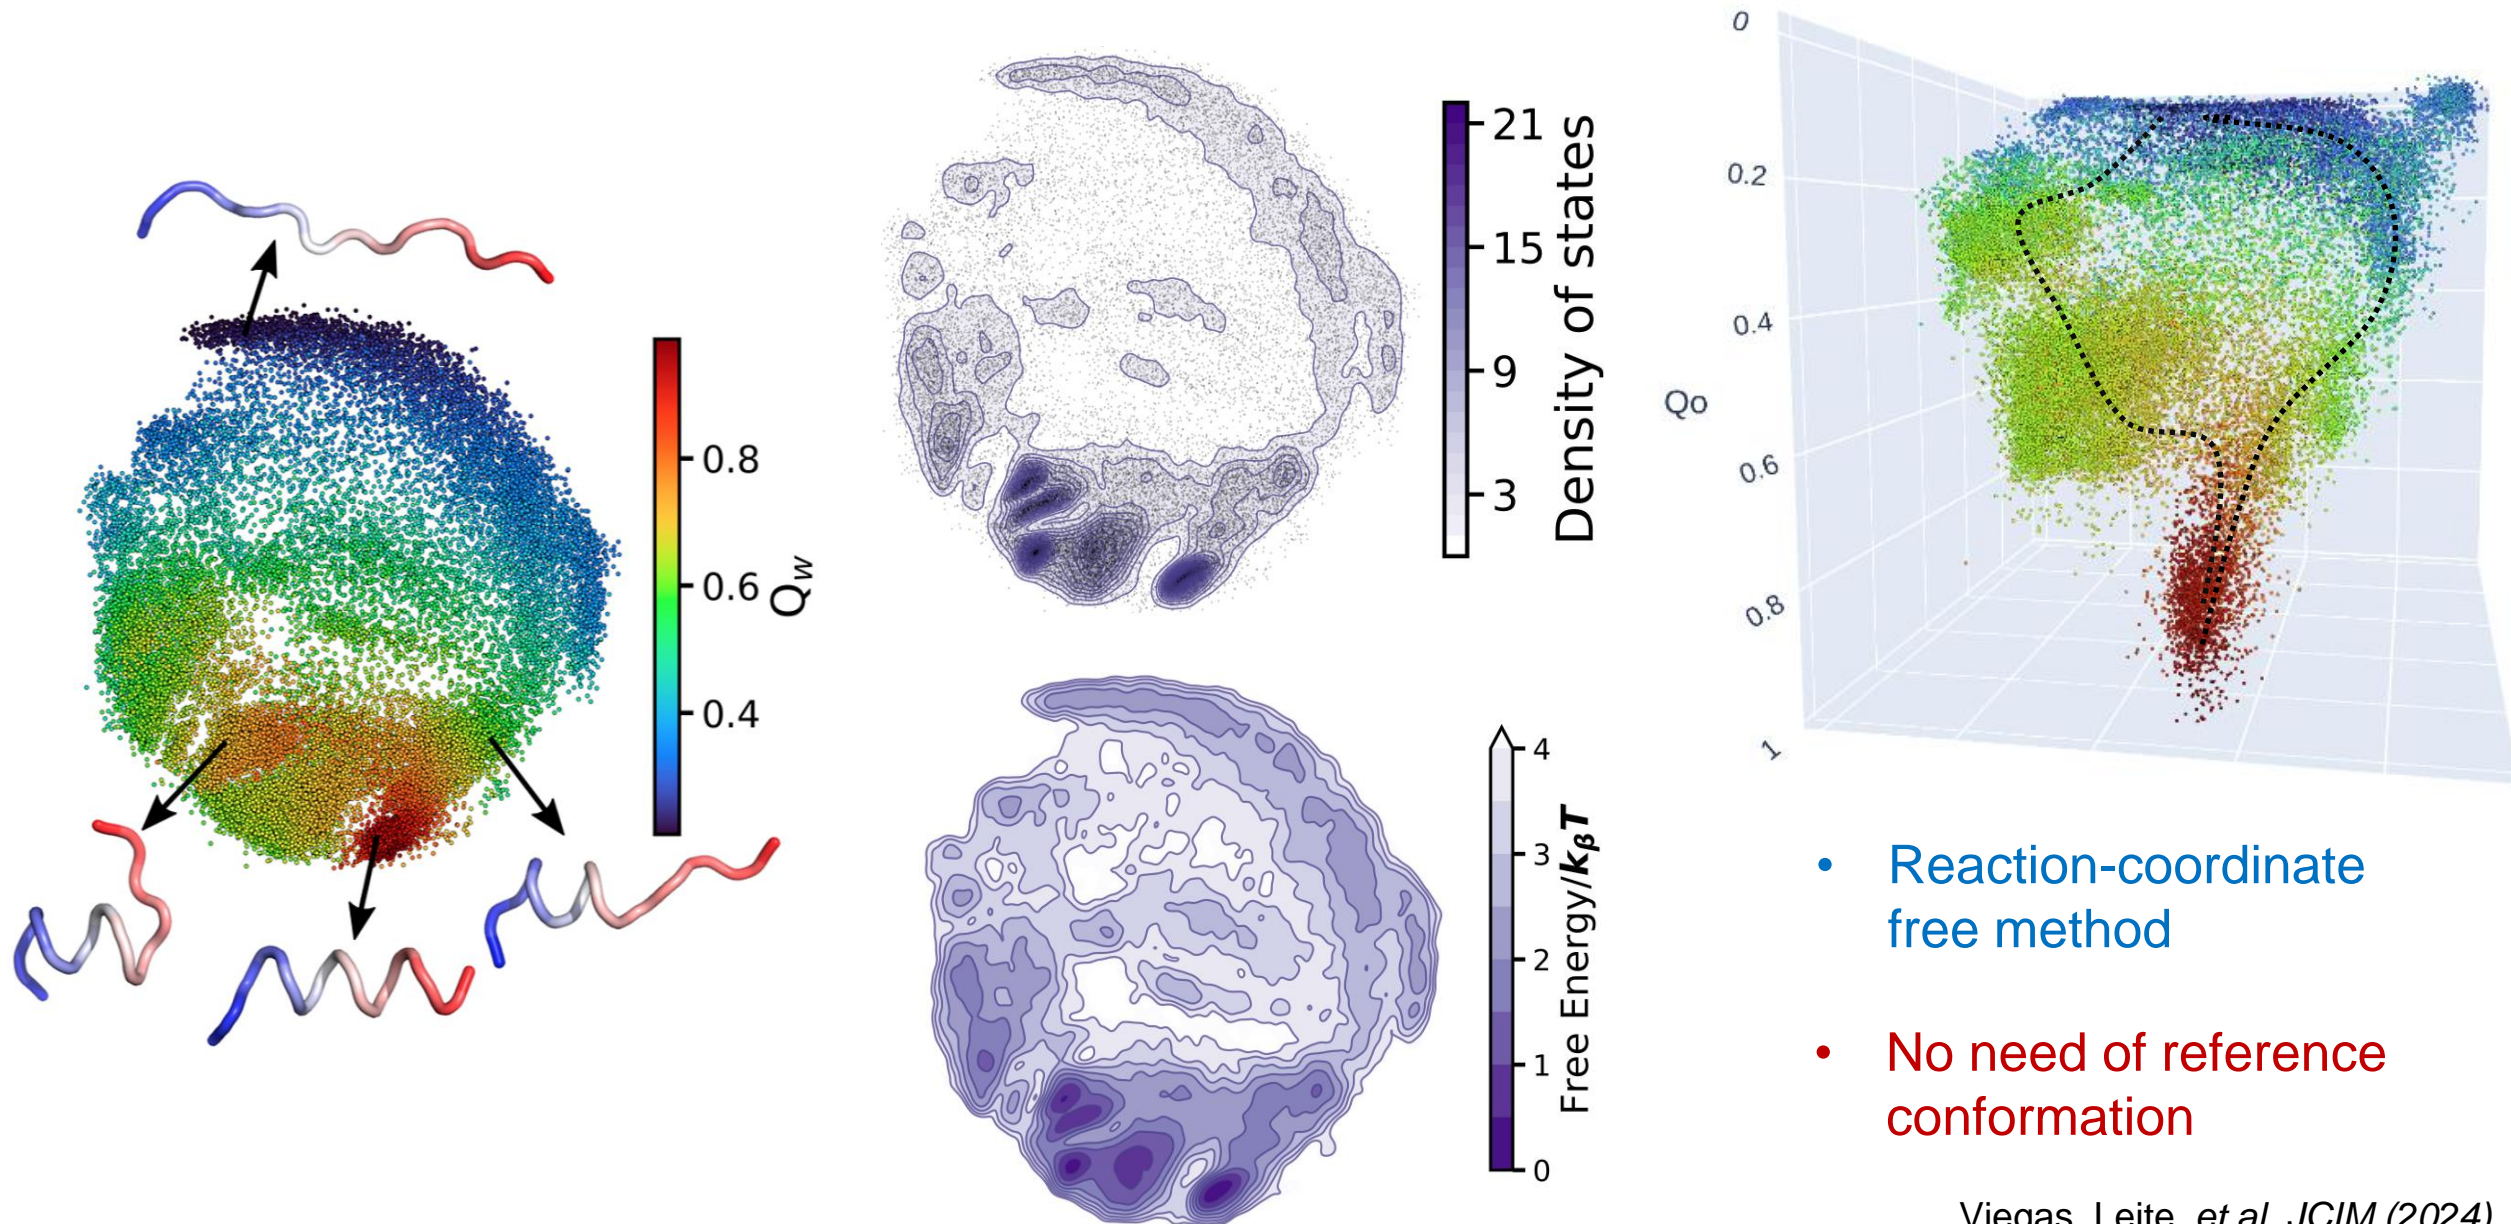 0.8
0.6
0.4
Qw
21
15
9
3
Density of states
4
3
2
1
0
Free Energy/kβT
0
0.2
0.4
0.6
0.8
1
Qo
• Reaction-coordinate
free method
• No need of reference
conformation
Viegas, Leite, et al. JCIM (2024)